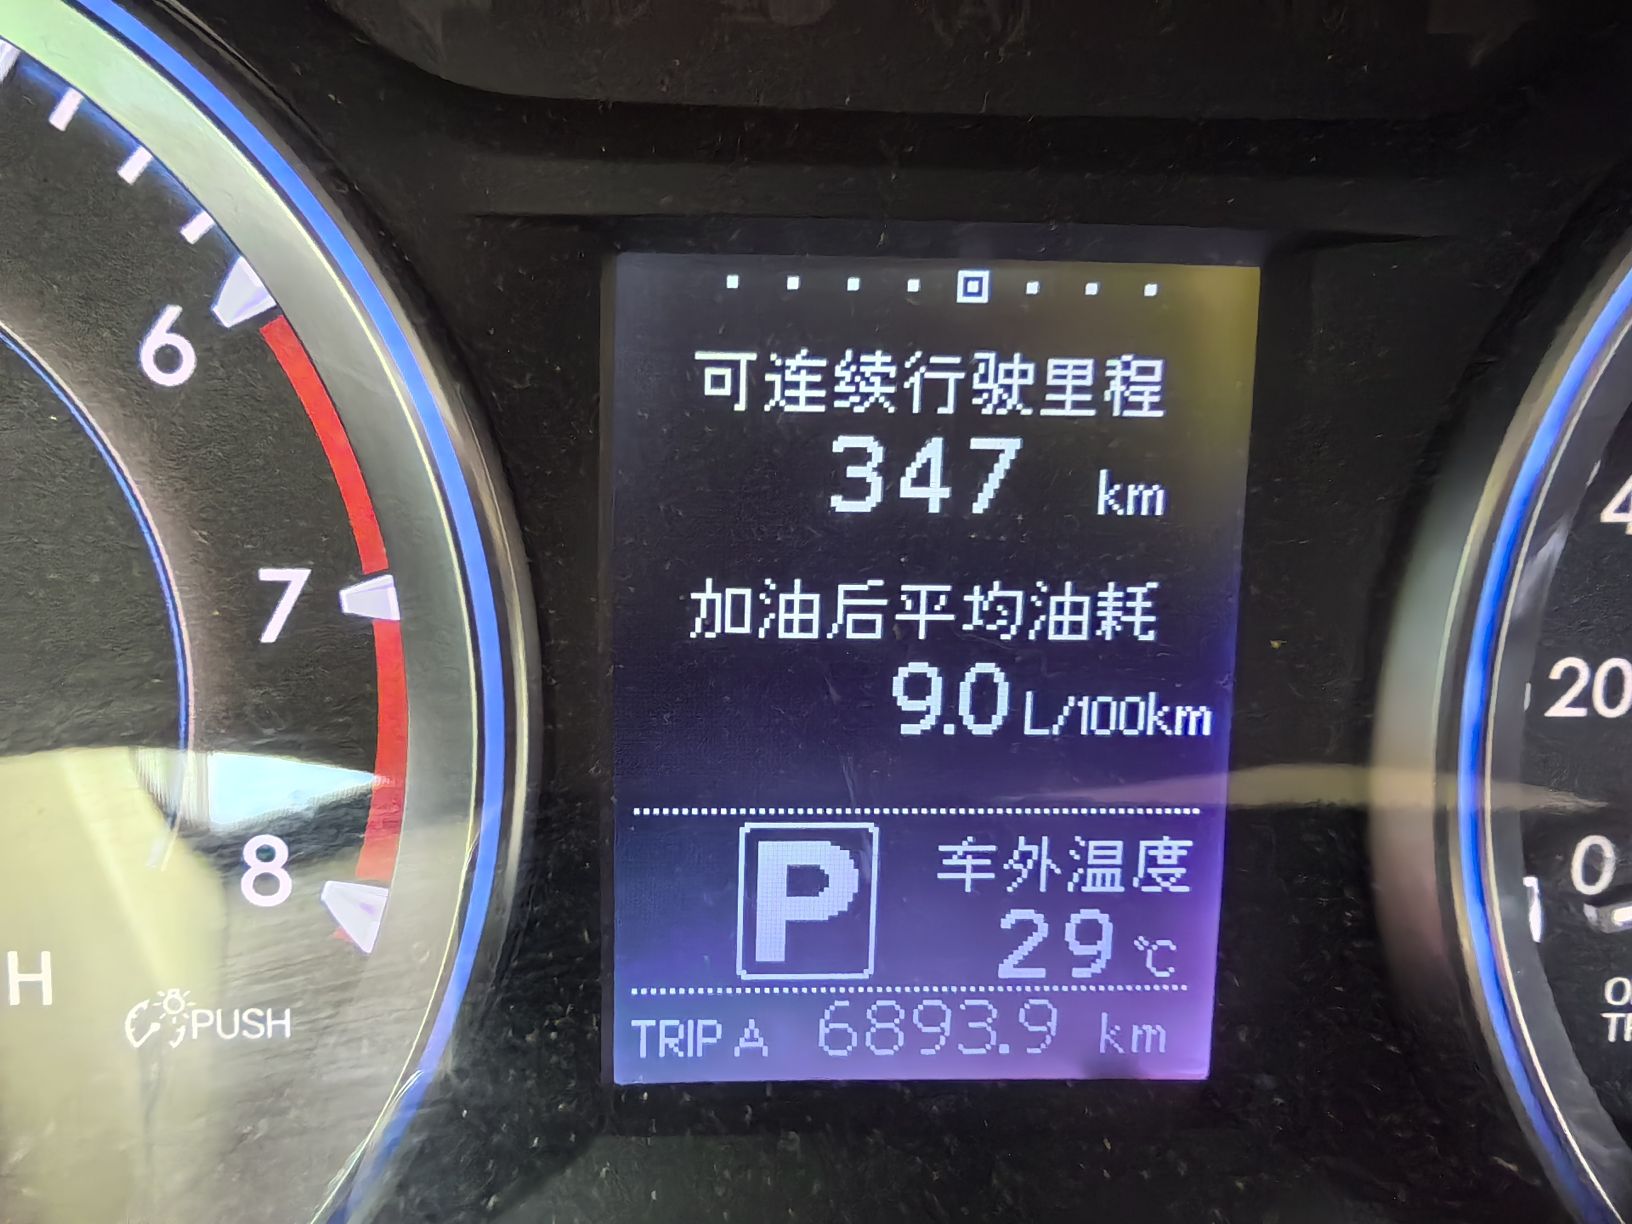 可连续行驶里程
347 km
加油后平均油耗
9.0 L/100km
P
车外温度
29 ℃
TRIP A 6893.9 km
6
7
8
H
PUSH
20
0